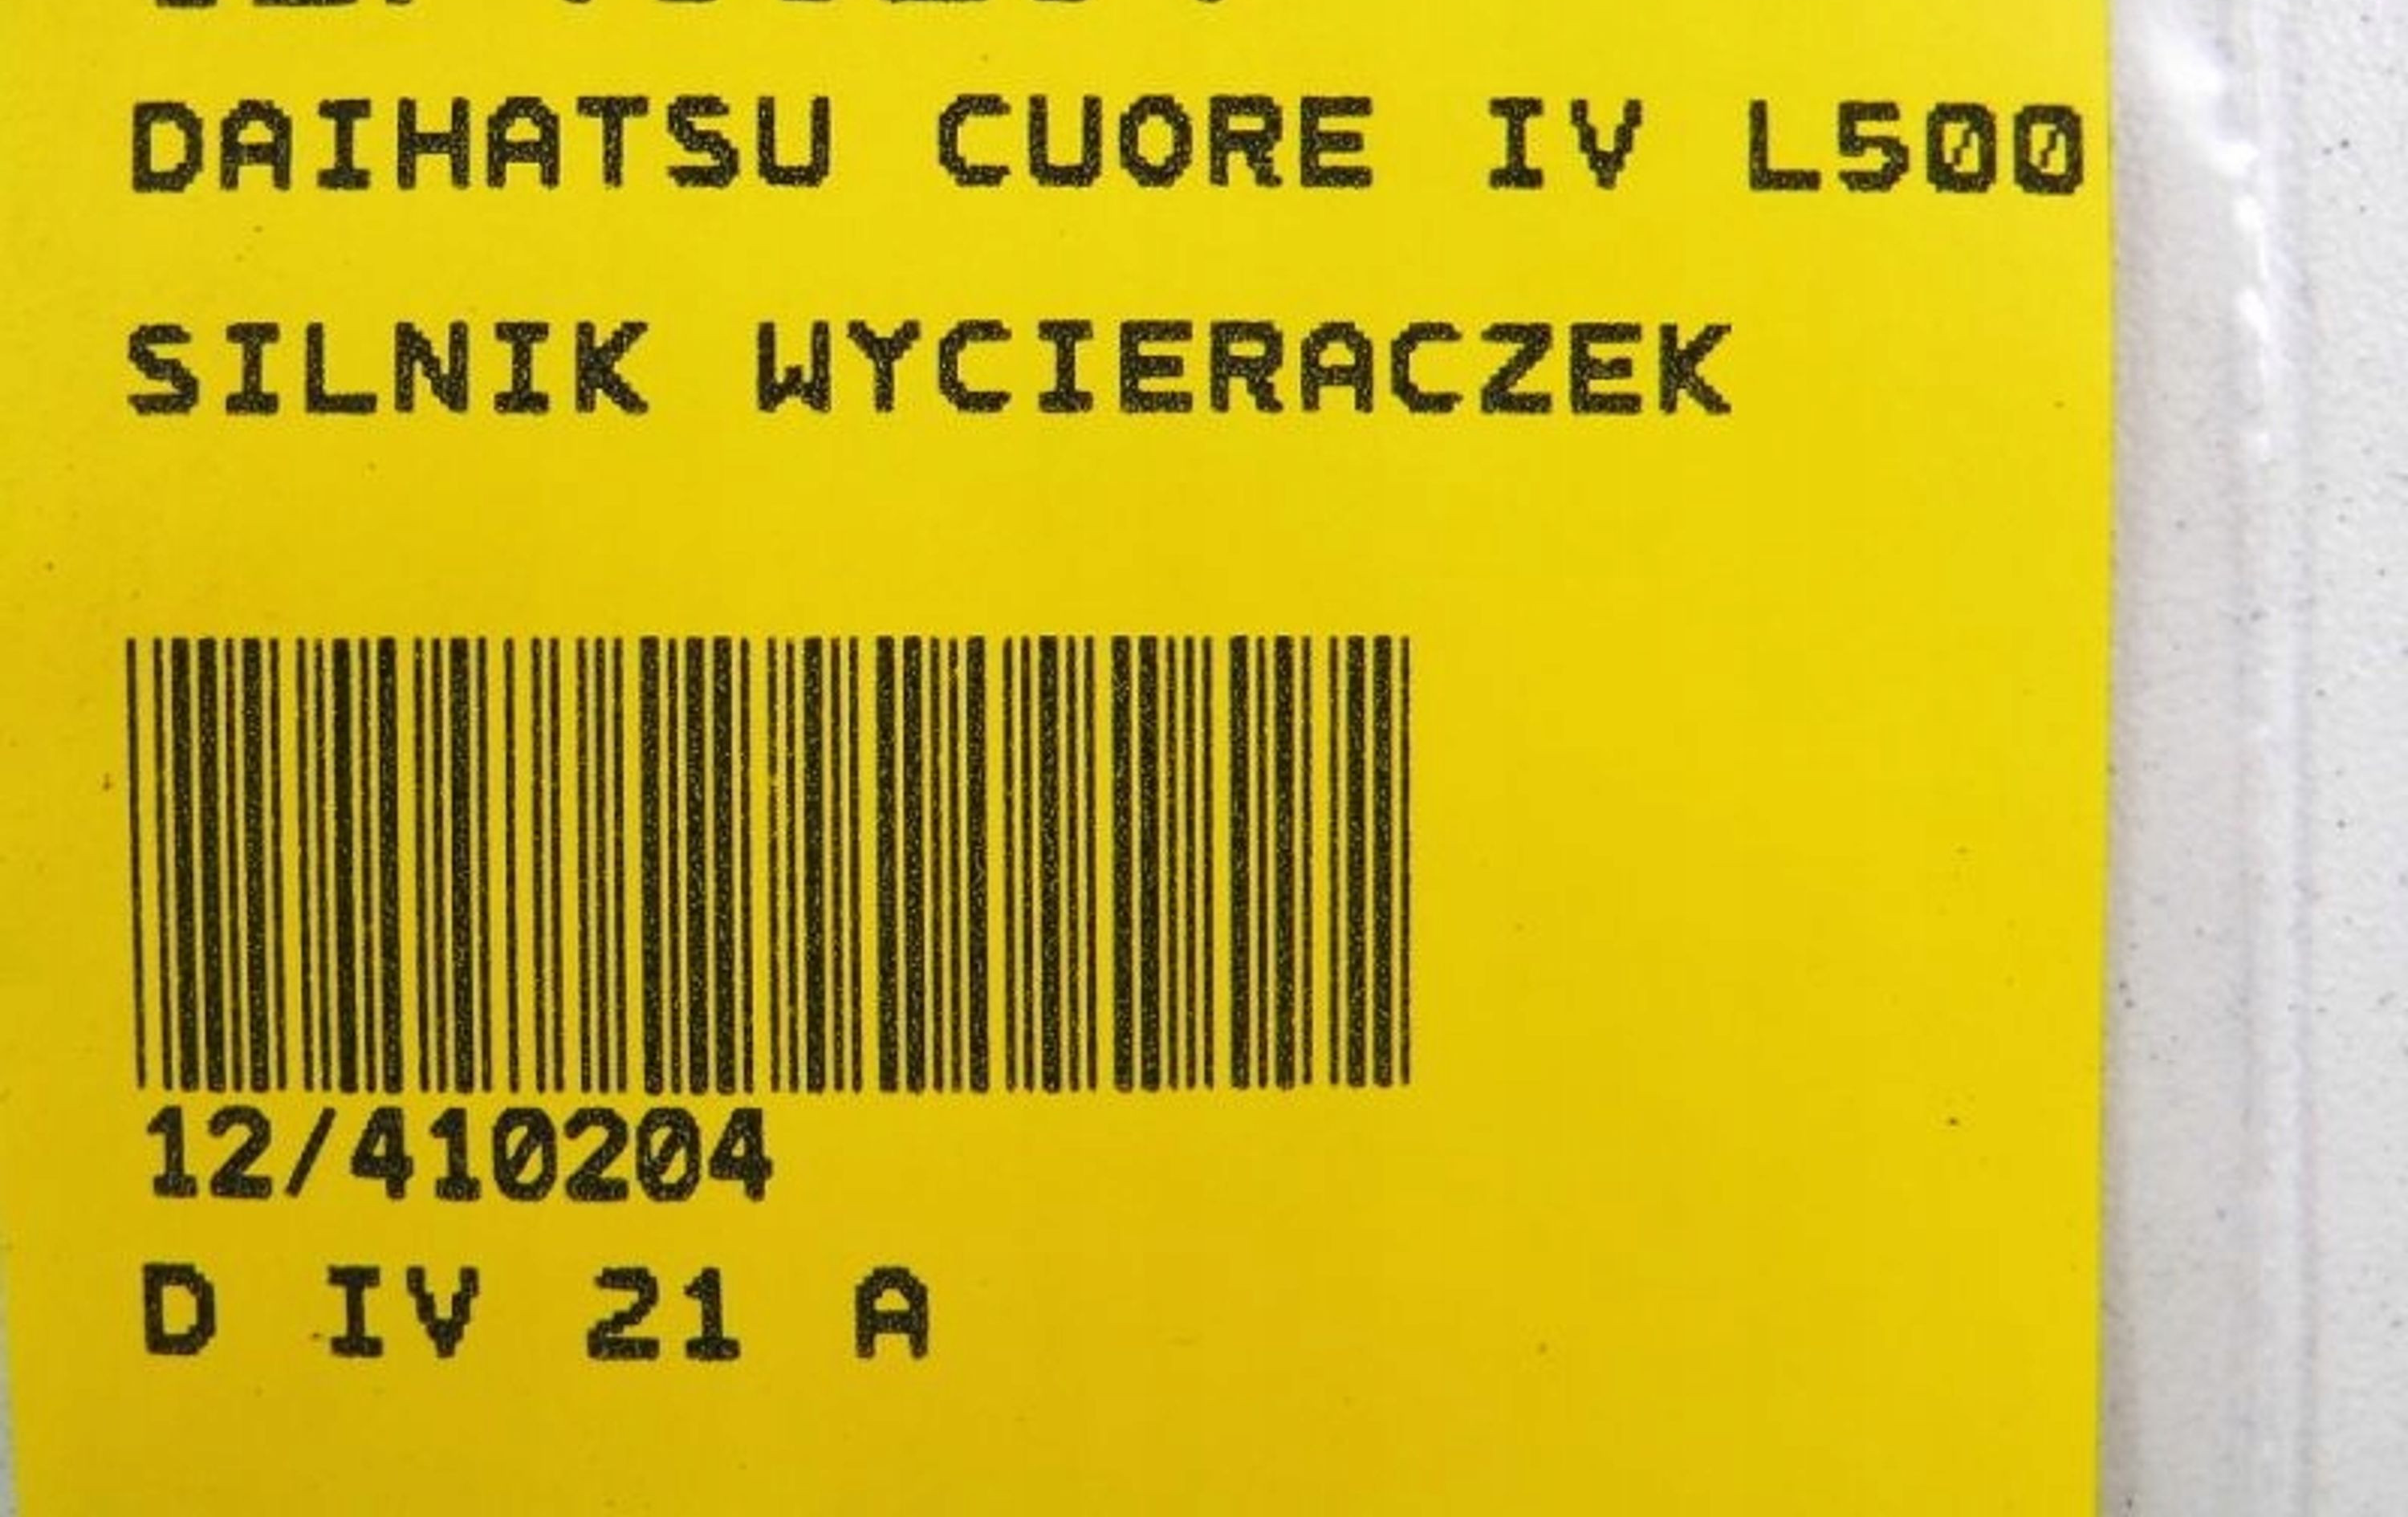 DAIHATSU CUORE IV L500
SILNIK WYCIERACZEK
12/410204
D IV 21 A